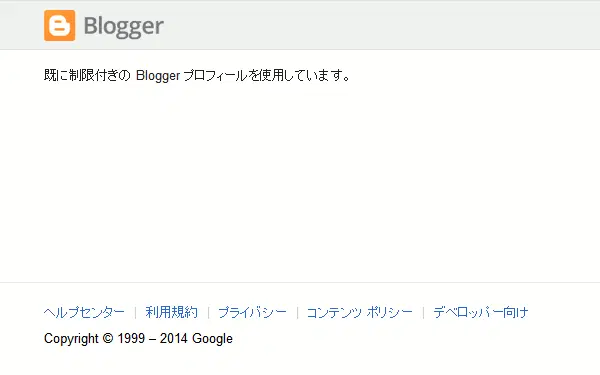 Blogger
既に制限付きの Blogger プロフィールを使用しています。
ヘルプセンター | 利用規約 | プライバシー | コンテンツ ポリシー | デベロッパー向け
Copyright © 1999 – 2014 Google